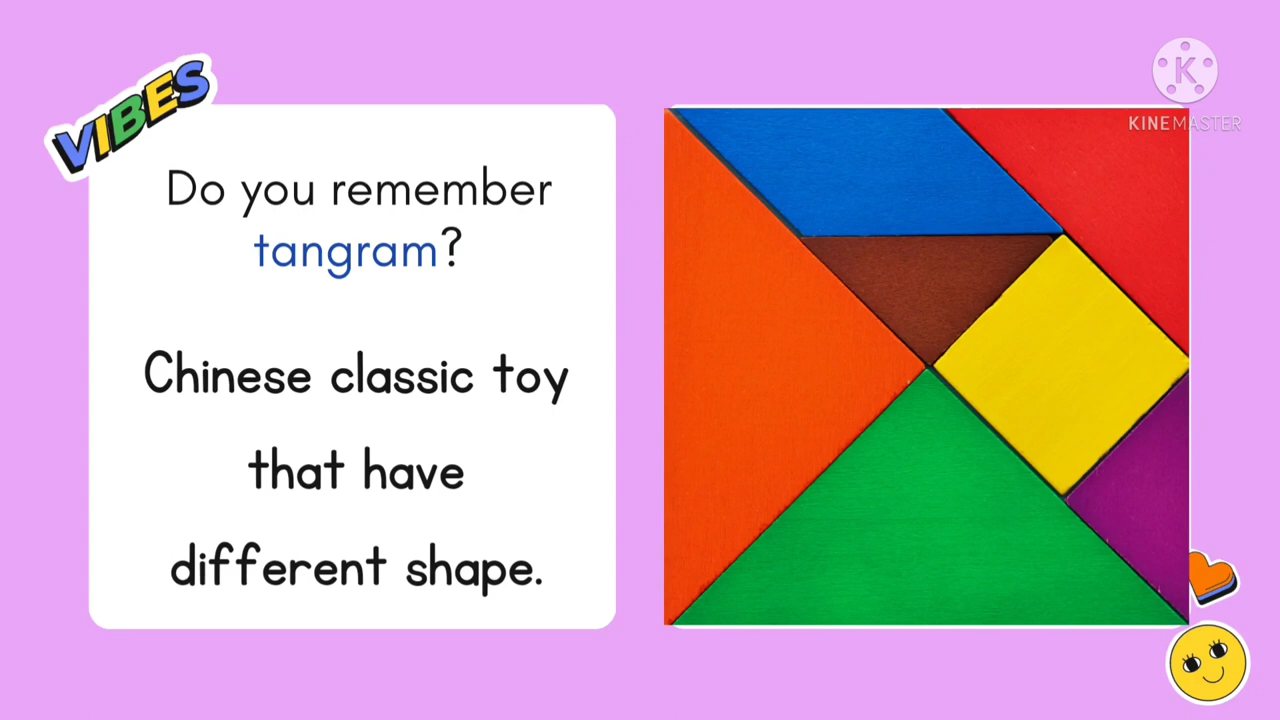 VIBES
Do you remember
tangram?
Chinese classic toy
that have
different shape.
K
KINEMASTER